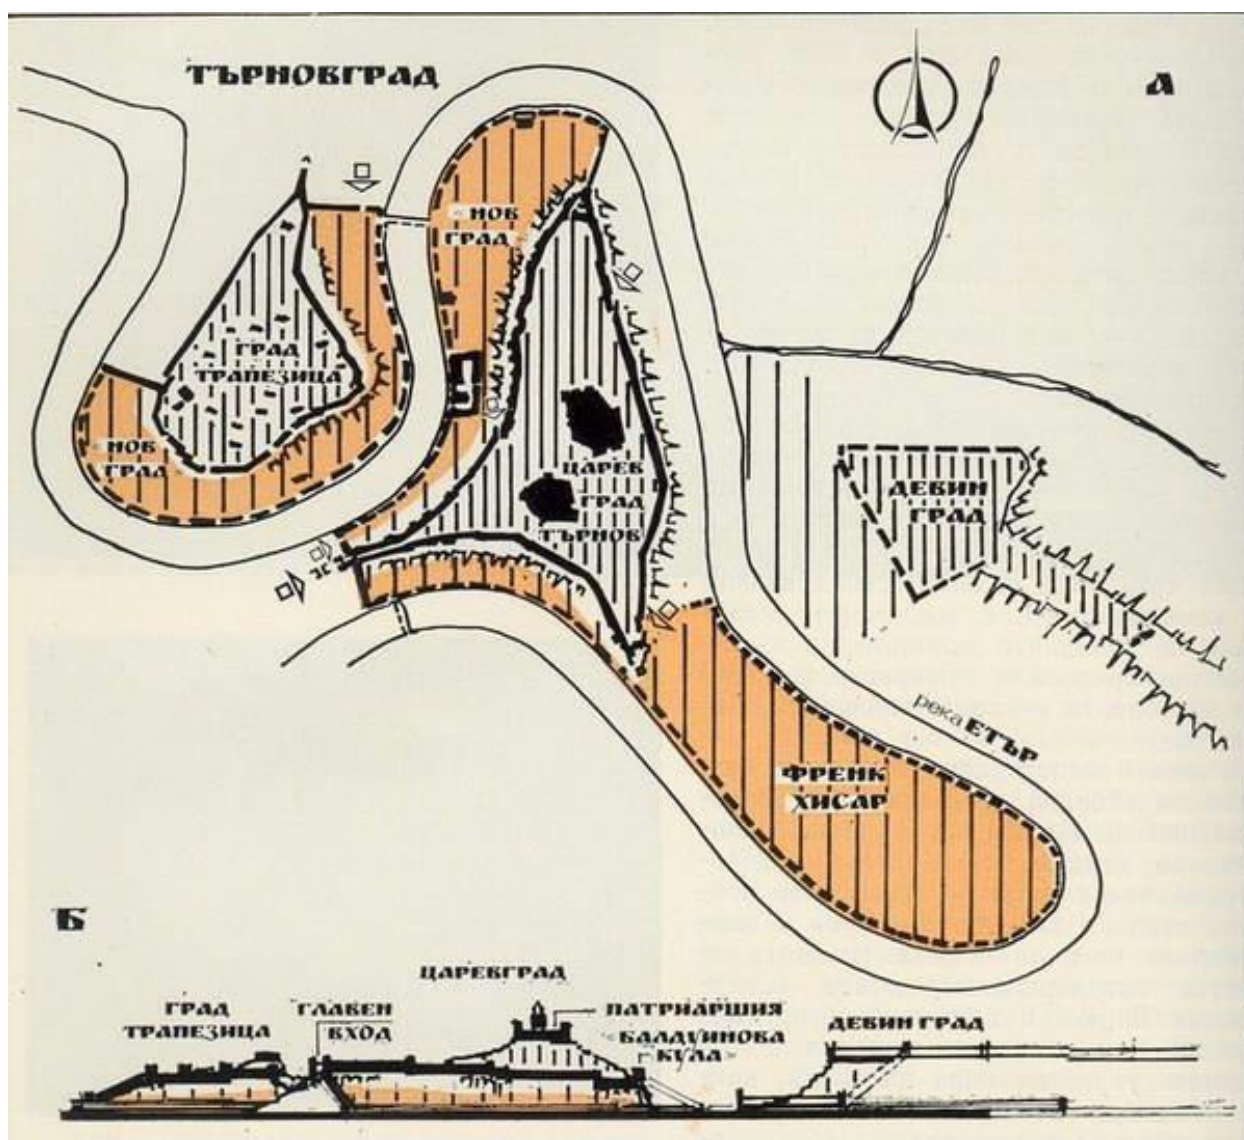 ТЪРНОВГРАД
А
« НОВ
ГРАД
ГРАД
ТРАПЕЗИЦА
« НОВ
ГРАД
ЦАРЕВ
ГРАД
ТЪРНОВ
ДЕВИН
ГРАД
река ЕТЪР
ФРЕНК
ХИСАР
Б
ЦАРЕВГРАД
ГРАД
ТРАПЕЗИЦА
ГЛАВЕН
ВХОД
ПАТРИАРШИЯ
«БАЛДУИНОВА
КУЛА»
ДЕВИН ГРАД